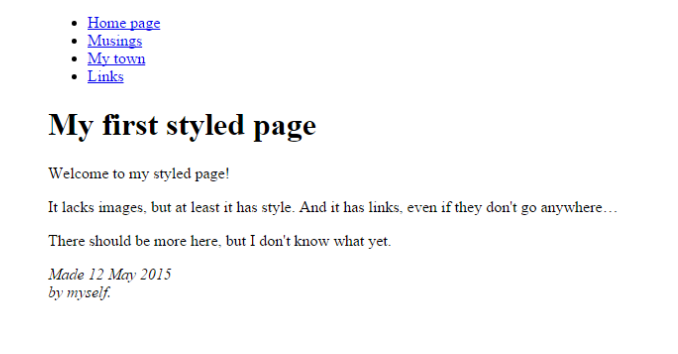 Home page
Musings
My town
Links
My first styled page
Welcome to my styled page!
It lacks images, but at least it has style. And it has links, even if they don't go anywhere…
There should be more here, but I don't know what yet.
Made 12 May 2015
by myself.